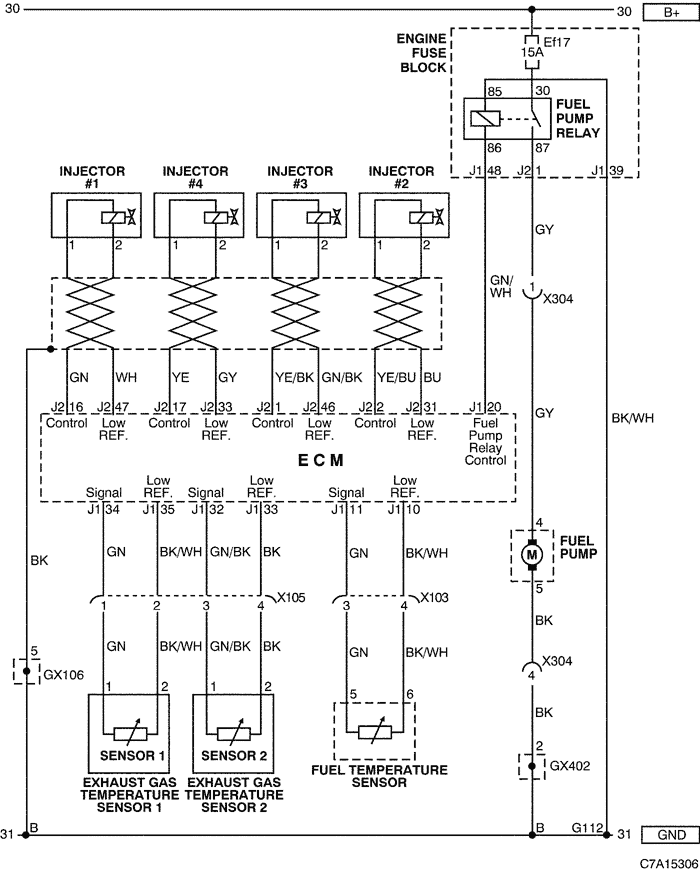 30
30 B+
Ef17
15A
ENGINE
FUSE
BLOCK
85 30
FUEL
PUMP
RELAY
86 87
J1 48 J2 1 J1 39
INJECTOR
#1
INJECTOR
#4
INJECTOR
#3
INJECTOR
#2
1 2 1 2 1 2 1 2
GY
GN/
WH
1
X304
GN WH YE GY YE/BK GN/BK YE/BU BU
J2 16 J2 47 J2 17 J2 33 J2 1 J2 46 J2 2 J2 31 J1 20
Control
Low
REF.
Control
Low
REF.
Control
Low
REF.
Control
Low
REF.
Fuel
Pump
Relay
Control
GY
BK/WH
ECM
Signal
Low
REF.
Signal
Low
REF.
Signal
Low
REF.
J1 34 J1 35 J1 32 J1 33 J1 11 J1 10
BK
GN BK/WH GN/BK BK GN BK/WH
4
M
FUEL
PUMP
5
1 2 3 4 X105
3 4 X103
BK
GN BK/WH GN/BK BK GN BK/WH
X304
4
5
GX106
BK
1 2 1 2 5 6
SENSOR 1
SENSOR 2
EXHAUST GAS
TEMPERATURE
SENSOR 1
EXHAUST GAS
TEMPERATURE
SENSOR 2
FUEL TEMPERATURE
SENSOR
2
GX402
31 B
B G112 31 GND
C7A15306